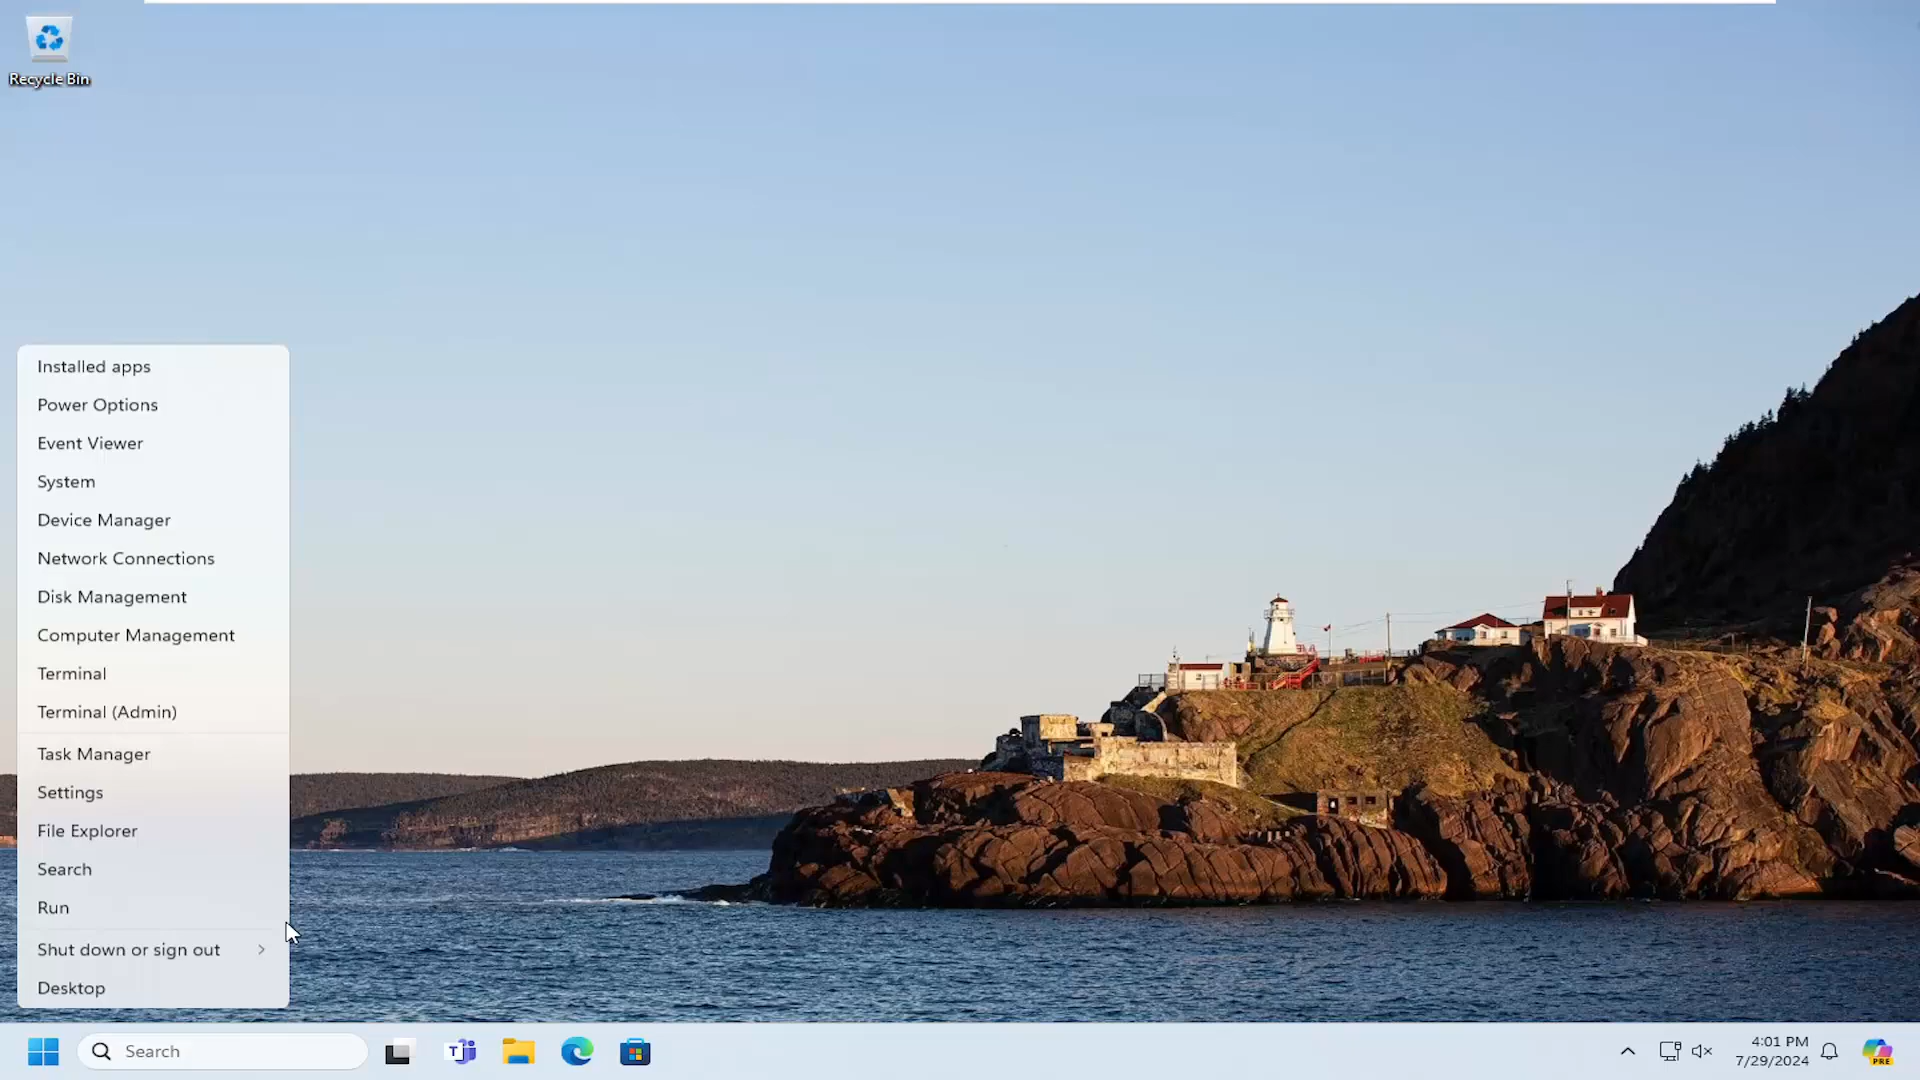 Recycle Bin
Installed apps
Power Options
Event Viewer
System
Device Manager
Network Connections
Disk Management
Computer Management
Terminal
Terminal (Admin)
Task Manager
Settings
File Explorer
Search
Run
Shut down or sign out
Desktop
Search
T
4:01 PM
7/29/2024
PRE